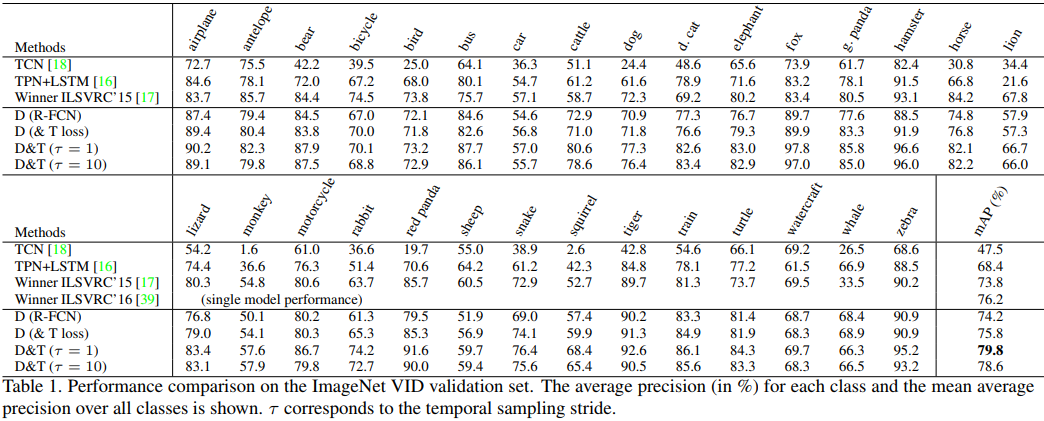 Methods airplane antelope bear bicycle bird bus car cattle dog d. cat elephant fox g. panda hamster horse lion
TCN [18] 72.7 75.5 42.2 39.5 25.0 64.1 36.3 51.1 24.4 48.6 65.6 73.9 61.7 82.4 30.8 34.4
TPN+LSTM [16] 84.6 78.1 72.0 67.2 68.0 80.1 54.7 61.2 61.6 78.9 71.6 83.2 78.1 91.5 66.8 21.6
Winner ILSVRC'15 [17] 83.7 85.7 84.4 74.5 73.8 75.7 57.1 58.7 72.3 69.2 80.2 83.4 80.5 93.1 84.2 67.8
D (R-FCN) 87.4 79.4 84.5 67.0 72.1 84.6 54.6 72.9 70.9 77.3 76.7 89.7 77.6 88.5 74.8 57.9
D (& T loss) 89.4 80.4 83.8 70.0 71.8 82.6 56.8 71.0 71.8 76.6 79.3 89.9 83.3 91.9 76.8 57.3
D&T (τ = 1) 90.2 82.3 87.9 70.1 73.2 87.7 57.0 80.6 77.3 82.6 83.0 97.8 85.8 96.6 82.1 66.7
D&T (τ = 10) 89.1 79.8 87.5 68.8 72.9 86.1 55.7 78.6 76.4 83.4 82.9 97.0 85.0 96.0 82.2 66.0
Methods lizard monkey motorcycle rabbit red panda sheep snake squirrel tiger train turtle watercraft whale zebra mAP (%)
TCN [18] 54.2 1.6 61.0 36.6 19.7 55.0 38.9 2.6 42.8 54.6 66.1 69.2 26.5 68.6 47.5
TPN+LSTM [16] 74.4 36.6 76.3 51.4 70.6 64.2 61.2 42.3 84.8 78.1 77.2 61.5 66.9 88.5 68.4
Winner ILSVRC'15 [17] 80.3 54.8 80.6 63.7 85.7 60.5 72.9 52.7 89.7 81.3 73.7 69.5 33.5 90.2 73.8
Winner ILSVRC'16 [39] (single model performance) 76.2
D (R-FCN) 76.8 50.1 80.2 61.3 79.5 51.9 69.0 57.4 90.2 83.3 81.4 68.7 68.4 90.9 74.2
D (& T loss) 79.0 54.1 80.3 65.3 85.3 56.9 74.1 59.9 91.3 84.9 81.9 68.3 68.9 90.9 75.8
D&T (τ = 1) 83.4 57.6 86.7 74.2 91.6 59.7 76.4 68.4 92.6 86.1 84.3 69.7 66.3 95.2 79.8
D&T (τ = 10) 83.1 57.9 79.8 72.7 90.0 59.4 75.6 65.4 90.5 85.6 83.3 68.3 66.5 93.2 78.6
Table 1. Performance comparison on the ImageNet VID validation set. The average precision (in %) for each class and the mean average
precision over all classes is shown. τ corresponds to the temporal sampling stride.